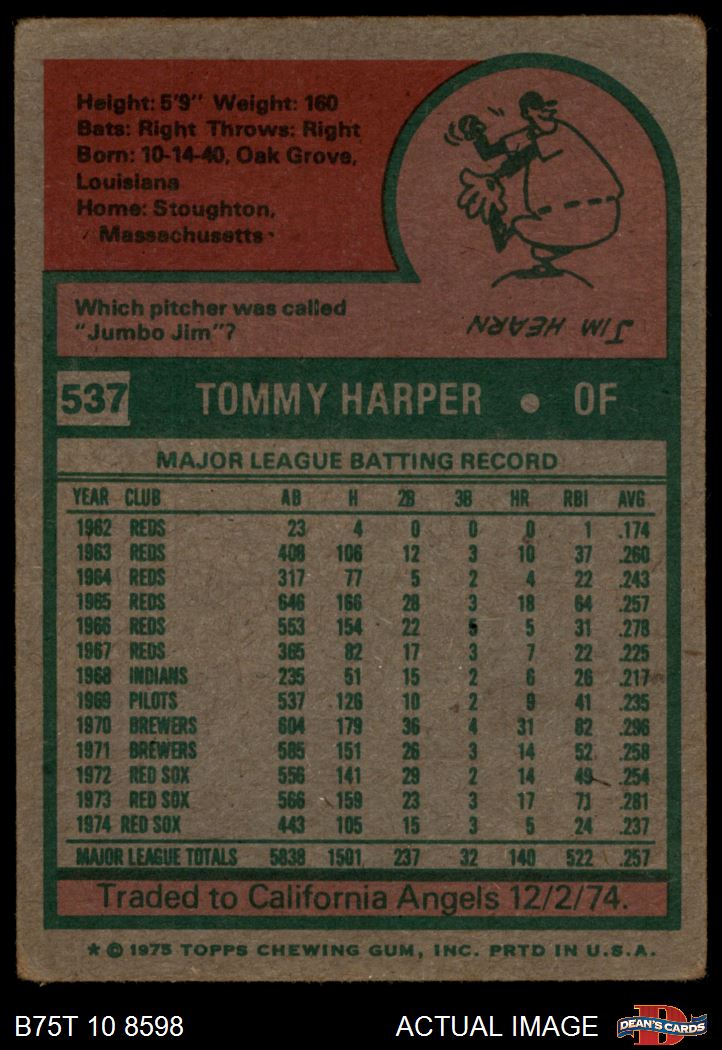 Height: 5'9" Weight: 160
Bats: Right Throws: Right
Born: 10-14-40, Oak Grove,
Louisiana
Home: Stoughton,
Massachusetts
Which pitcher was called
"Jumbo Jim"?
JIM HEARN
537 TOMMY HARPER • OF
MAJOR LEAGUE BATTING RECORD
YEAR CLUB AB H 2B 3B HR RBI AVG.
1962 REDS 23 4 0 0 0 1 .174
1963 REDS 408 106 12 3 10 37 .260
1964 REDS 317 77 5 2 4 22 .243
1965 REDS 646 166 28 3 18 64 .257
1966 REDS 553 154 22 5 5 31 .278
1967 REDS 365 82 17 3 7 22 .225
1968 INDIANS 235 51 15 2 6 26 .217
1969 PILOTS 537 126 10 2 9 41 .235
1970 BREWERS 604 179 36 4 31 82 .296
1971 BREWERS 585 151 26 3 14 52 .258
1972 RED SOX 556 141 29 2 14 49 .254
1973 RED SOX 566 159 23 3 17 71 .281
1974 RED SOX 443 105 15 3 5 24 .237
MAJOR LEAGUE TOTALS 5838 1501 237 32 140 522 .257
Traded to California Angels 12/2/74.
* © 1975 TOPPS CHEWING GUM, INC. PRTD IN U.S.A.
B75T 10 8598 ACTUAL IMAGE DEAN'S CARDS